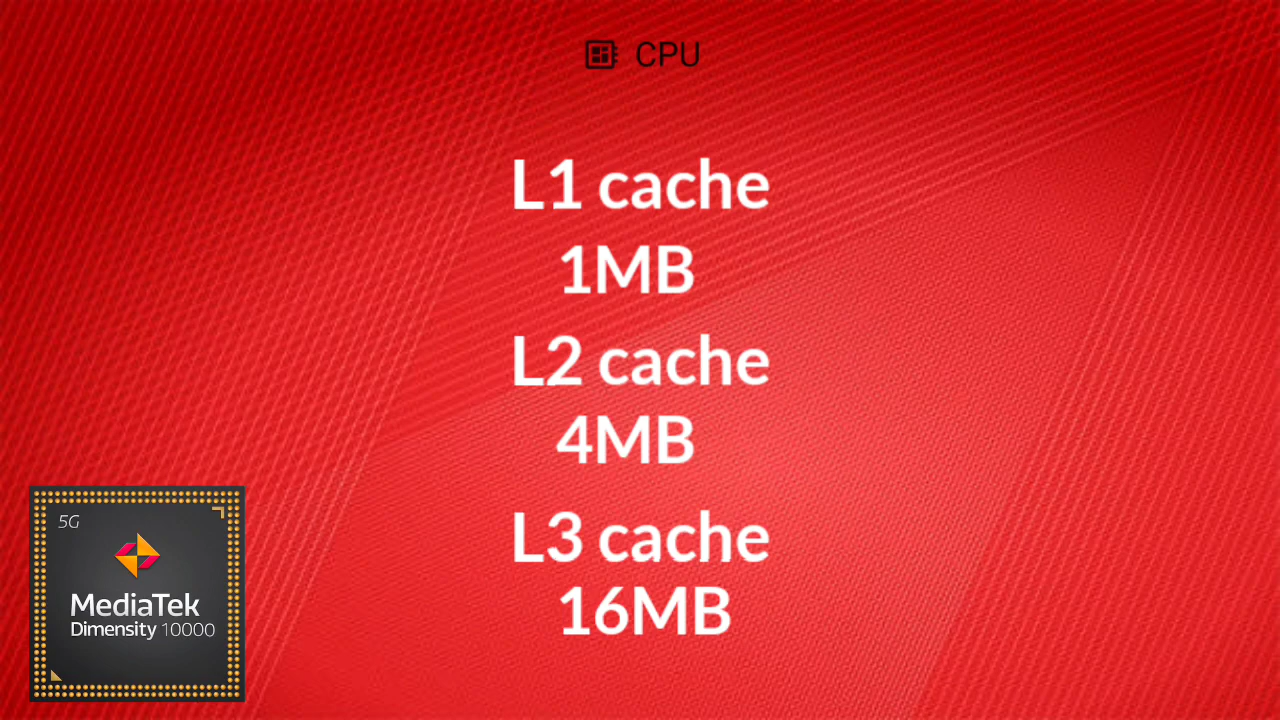 CPU
L1 cache
1MB
L2 cache
4MB
L3 cache
16MB
5G
MediaTek
Dimensity 10000